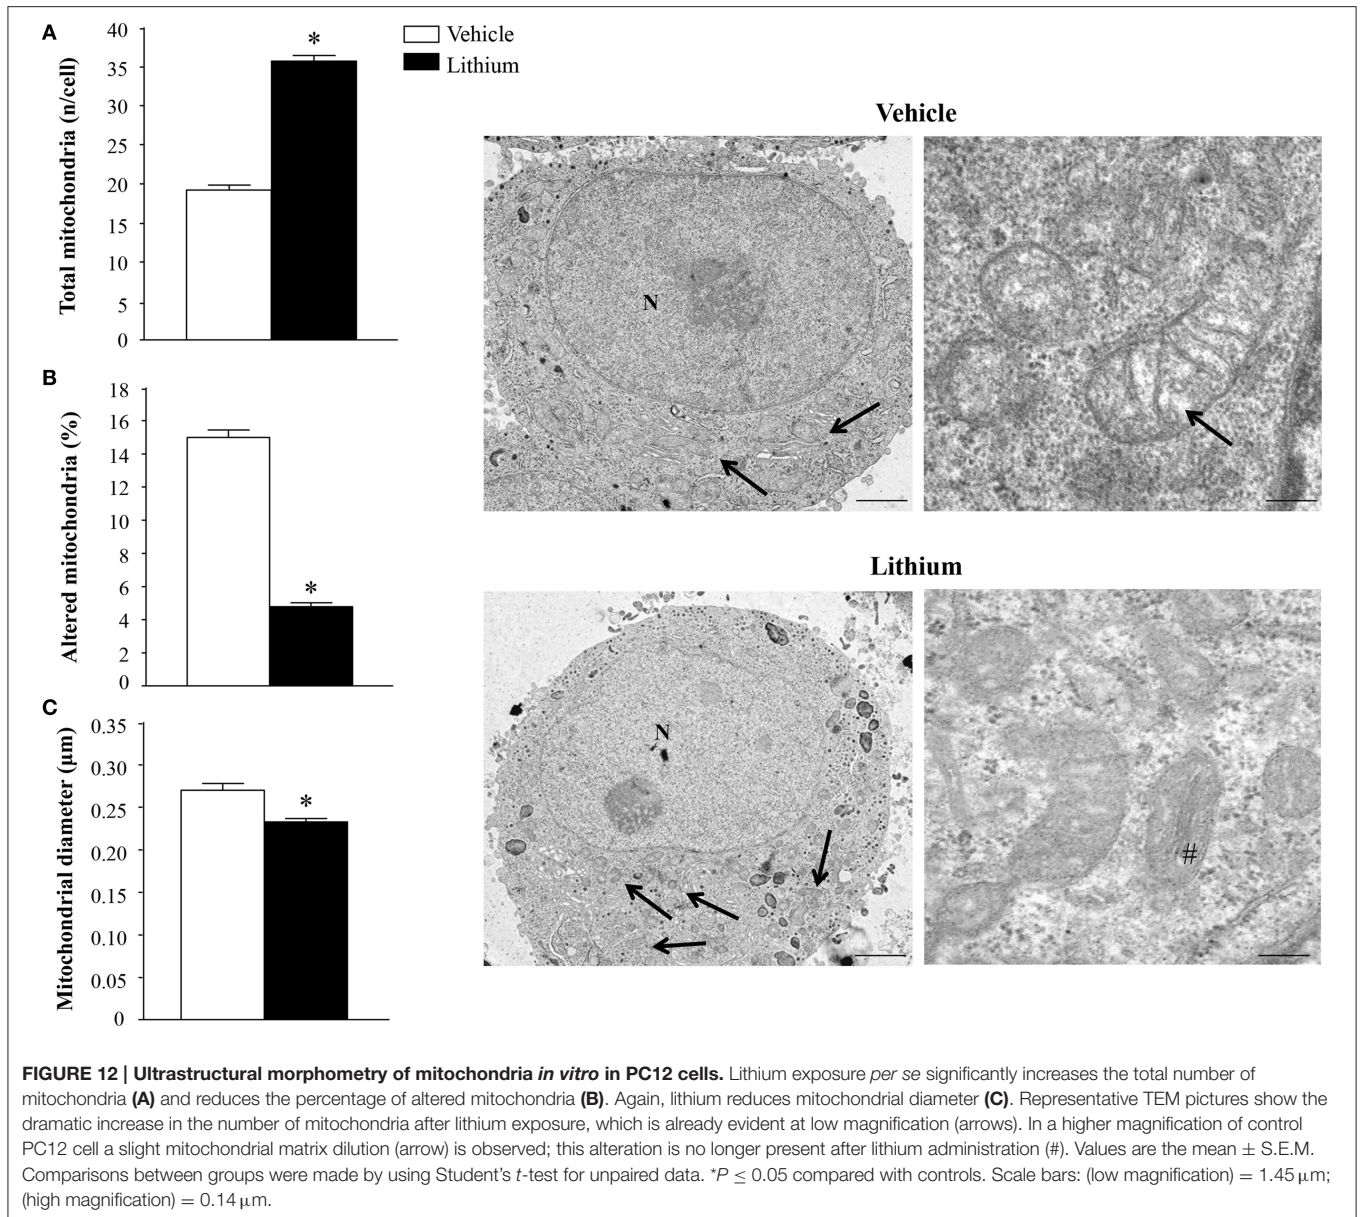 A
Total mitochondria (n/cell)
40
35
30
25
20
15
10
5
0
*
Vehicle
Lithium
B
Altered mitochondria (%)
18
16
14
12
10
8
6
4
2
0
*
C
Mitochondrial diameter (μm)
0.35
0.30
0.25
0.20
0.15
0.10
0.05
0
*
Vehicle
N
Lithium
N
#
FIGURE 12 | Ultrastructural morphometry of mitochondria in vitro in PC12 cells. Lithium exposure per se significantly increases the total number of
mitochondria (A) and reduces the percentage of altered mitochondria (B). Again, lithium reduces mitochondrial diameter (C). Representative TEM pictures show the
dramatic increase in the number of mitochondria after lithium exposure, which is already evident at low magnification (arrows). In a higher magnification of control
PC12 cell a slight mitochondrial matrix dilution (arrow) is observed; this alteration is no longer present after lithium administration (#). Values are the mean ± S.E.M.
Comparisons between groups were made by using Student's t-test for unpaired data. *P ≤ 0.05 compared with controls. Scale bars: (low magnification) = 1.45 μm;
(high magnification) = 0.14 μm.